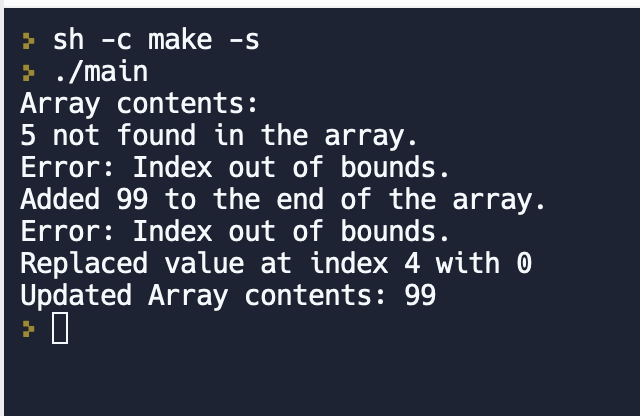 > sh -c make -s
> ./main
Array contents:
5 not found in the array.
Error: Index out of bounds.
Added 99 to the end of the array.
Error: Index out of bounds.
Replaced value at index 4 with 0
Updated Array contents: 99
>